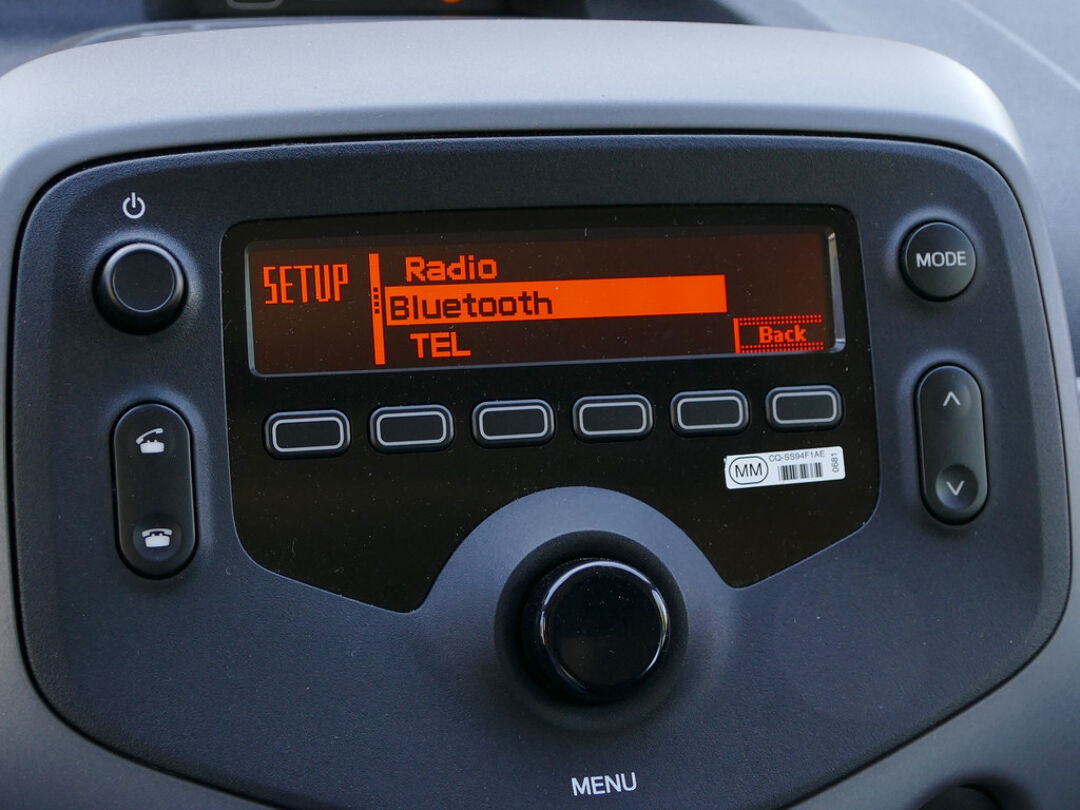 SETUP
Radio
Bluetooth
TEL
Back
MODE
MM
CQ-SS94F1AE
0681
MENU